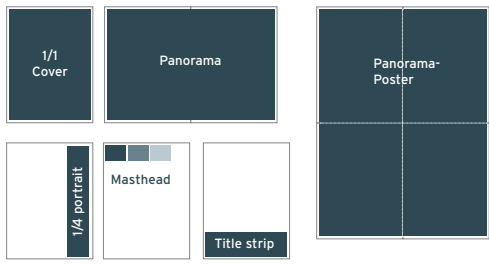 1/1
Cover
Panorama
Panorama-
Poster
1/4 portrait
Masthead
Title strip